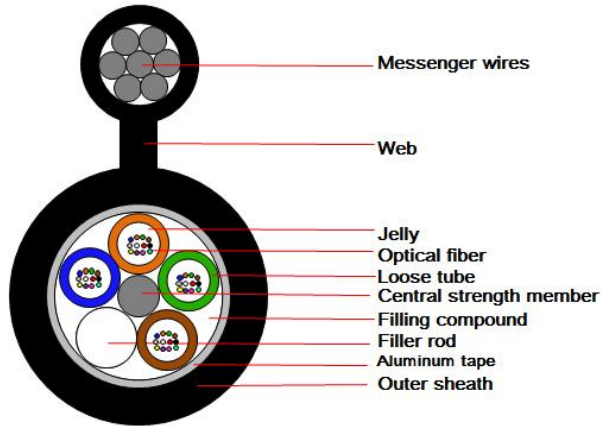 Messenger wires
Web
Jelly
Optical fiber
Loose tube
Central strength member
Filling compound
Filler rod
Aluminum tape
Outer sheath